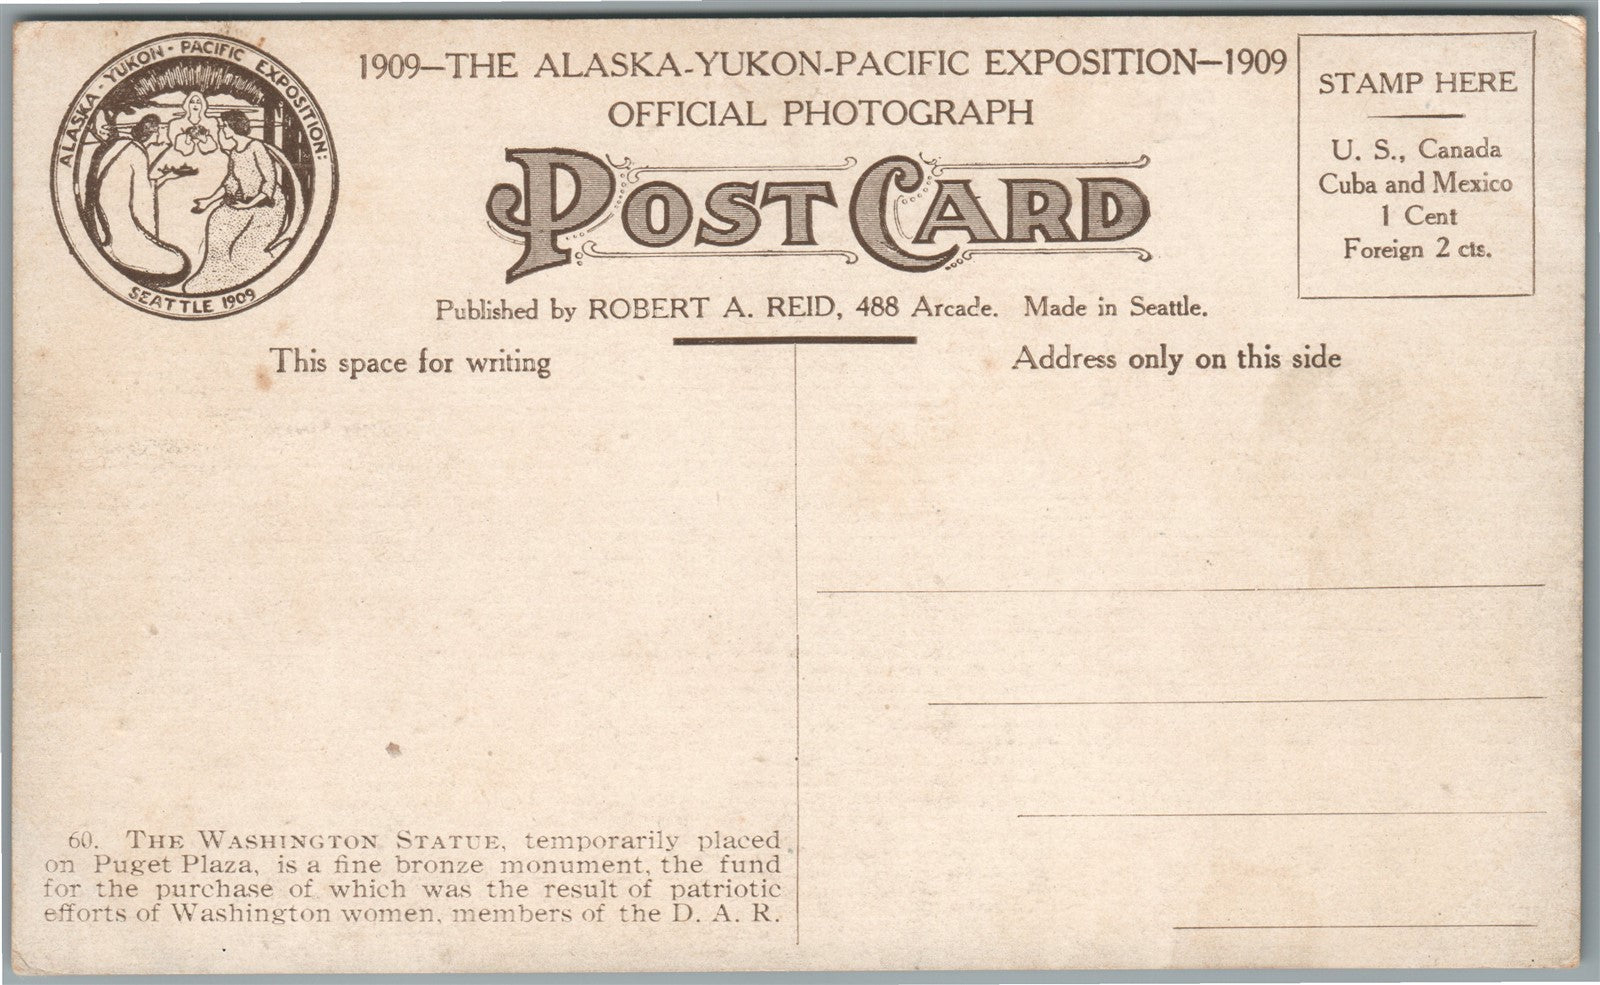 ALASKA-YUKON-PACIFIC EXPOSITION:
SEATTLE 1909
1909—THE ALASKA-YUKON-PACIFIC EXPOSITION—1909
OFFICIAL PHOTOGRAPH
POST CARD
Published by ROBERT A. REID, 488 Arcade. Made in Seattle.
STAMP HERE
U. S., Canada
Cuba and Mexico
1 Cent
Foreign 2 cts.
This space for writing
Address only on this side
60. THE WASHINGTON STATUE, temporarily placed
on Puget Plaza, is a fine bronze monument, the fund
for the purchase of which was the result of patriotic
efforts of Washington women, members of the D. A. R.